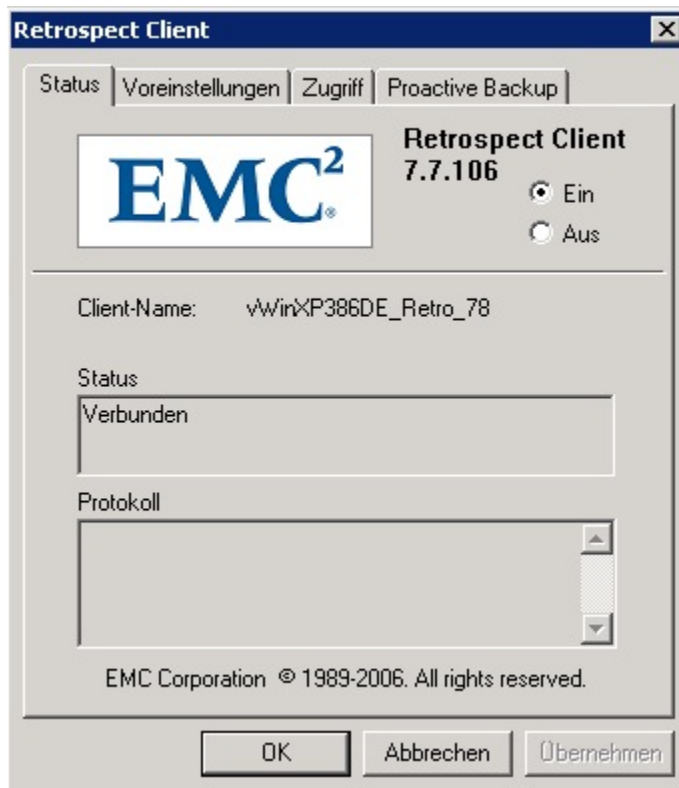 Retrospect Client
Status Voreinstellungen Zugriff Proactive Backup
EMC²®
Retrospect Client
7.7.106
Ein
Aus
Client-Name: vWinXP386DE_Retro_78
Status
Verbunden
Protokoll
EMC Corporation © 1989-2006. All rights reserved.
OK Abbrechen Übernehmen